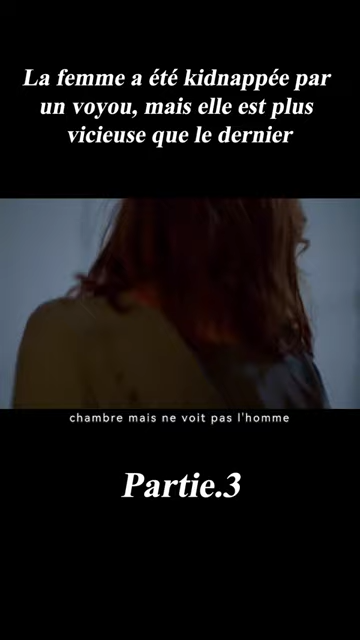 La femme a été kidnappée par
un voyou, mais elle est plus
vicieuse que le dernier
chambre mais ne voit pas l'homme
Partie.3